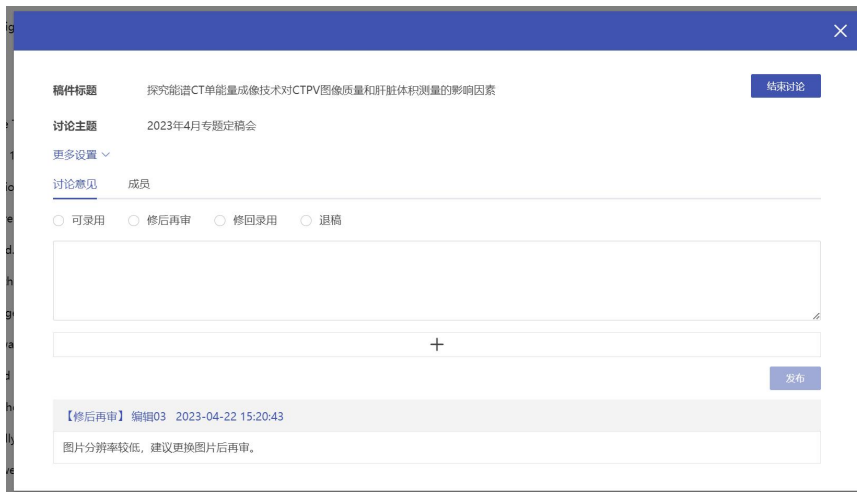 稿件标题 探究能谱CT单能量成像技术对CTPV图像质量和肝脏体积测量的影响因素 结束讨论
讨论主题 2023年4月专题定稿会
更多设置
讨论意见 成员
可录用 修后再审 修回录用 退稿
发布
【修后再审】 编辑03 2023-04-22 15:20:43
图片分辨率较低，建议更换图片后再审。